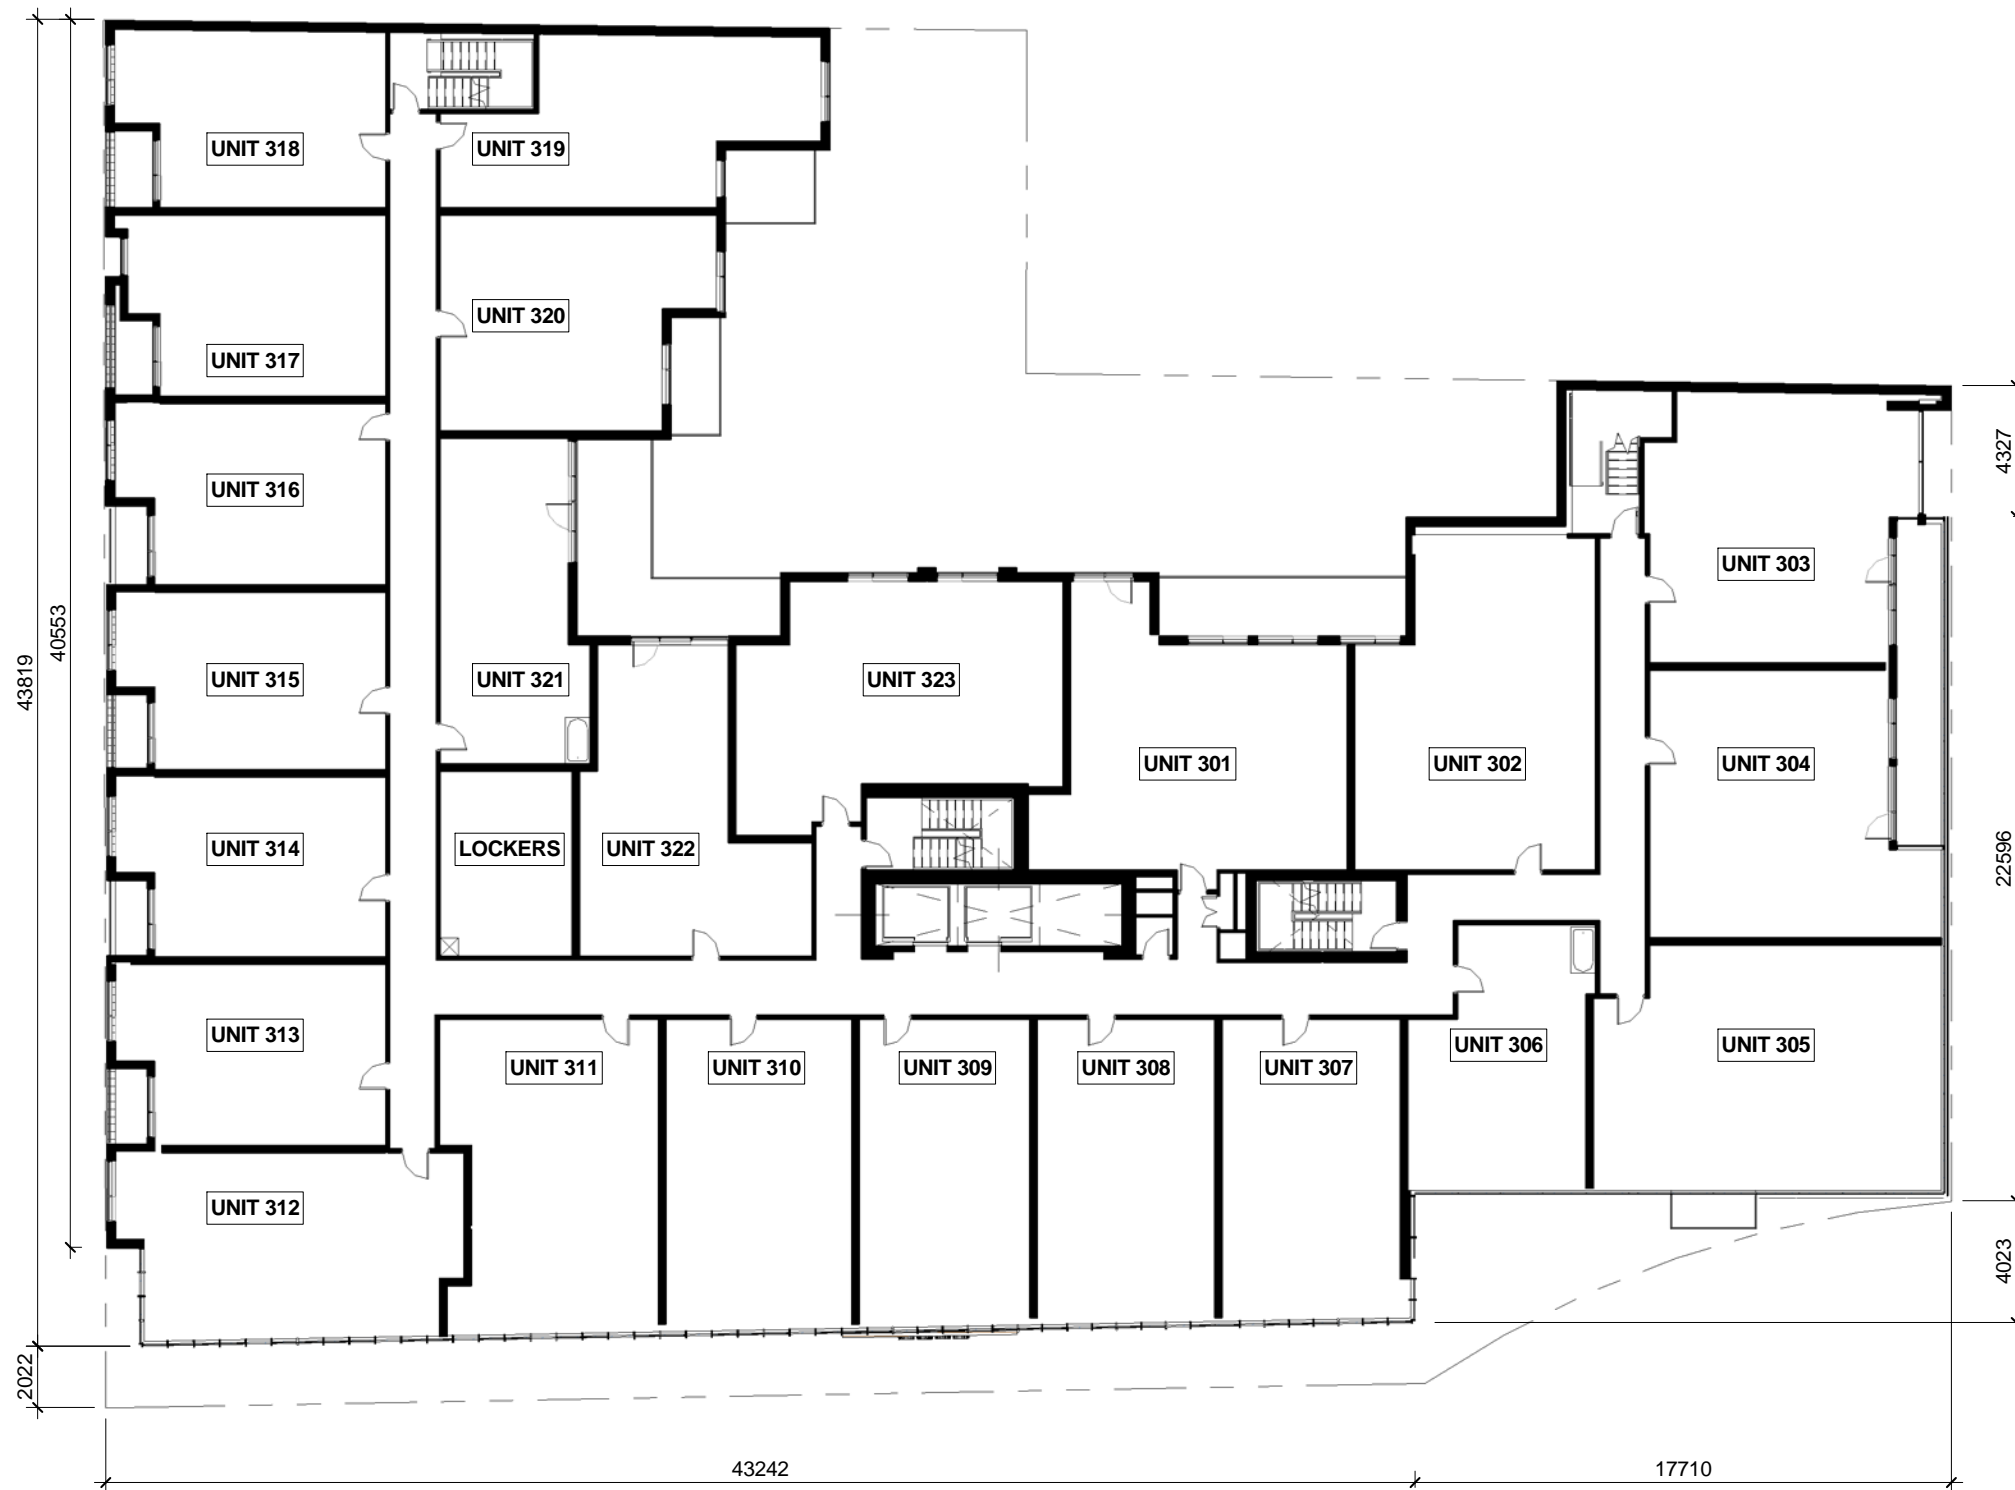 UNIT 318
UNIT 319
UNIT 320
UNIT 317
4327
UNIT 316
UNIT 303
40553
43819
UNIT 315
UNIT 321
UNIT 323
UNIT 301
UNIT 302
UNIT 304
UNIT 314
LOCKERS
UNIT 322
22596
UNIT 313
UNIT 306
UNIT 305
UNIT 311
UNIT 310
UNIT 309
UNIT 308
UNIT 307
UNIT 312
4023
2022
43242
17710